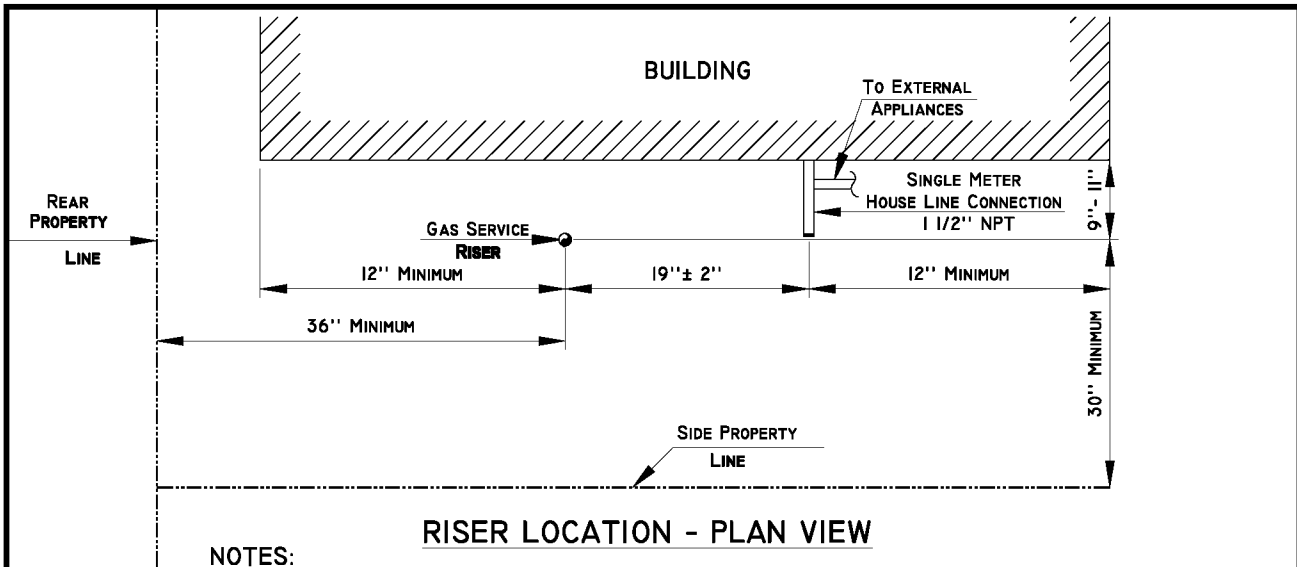 BUILDING
TO EXTERNAL
APPLIANCES
SINGLE METER
HOUSE LINE CONNECTION
1 1/2'' NPT
9''- 11''
REAR
PROPERTY
LINE
GAS SERVICE
RISER
12'' MINIMUM
19''± 2''
12'' MINIMUM
36'' MINIMUM
30'' MINIMUM
SIDE PROPERTY
LINE
RISER LOCATION - PLAN VIEW
NOTES: